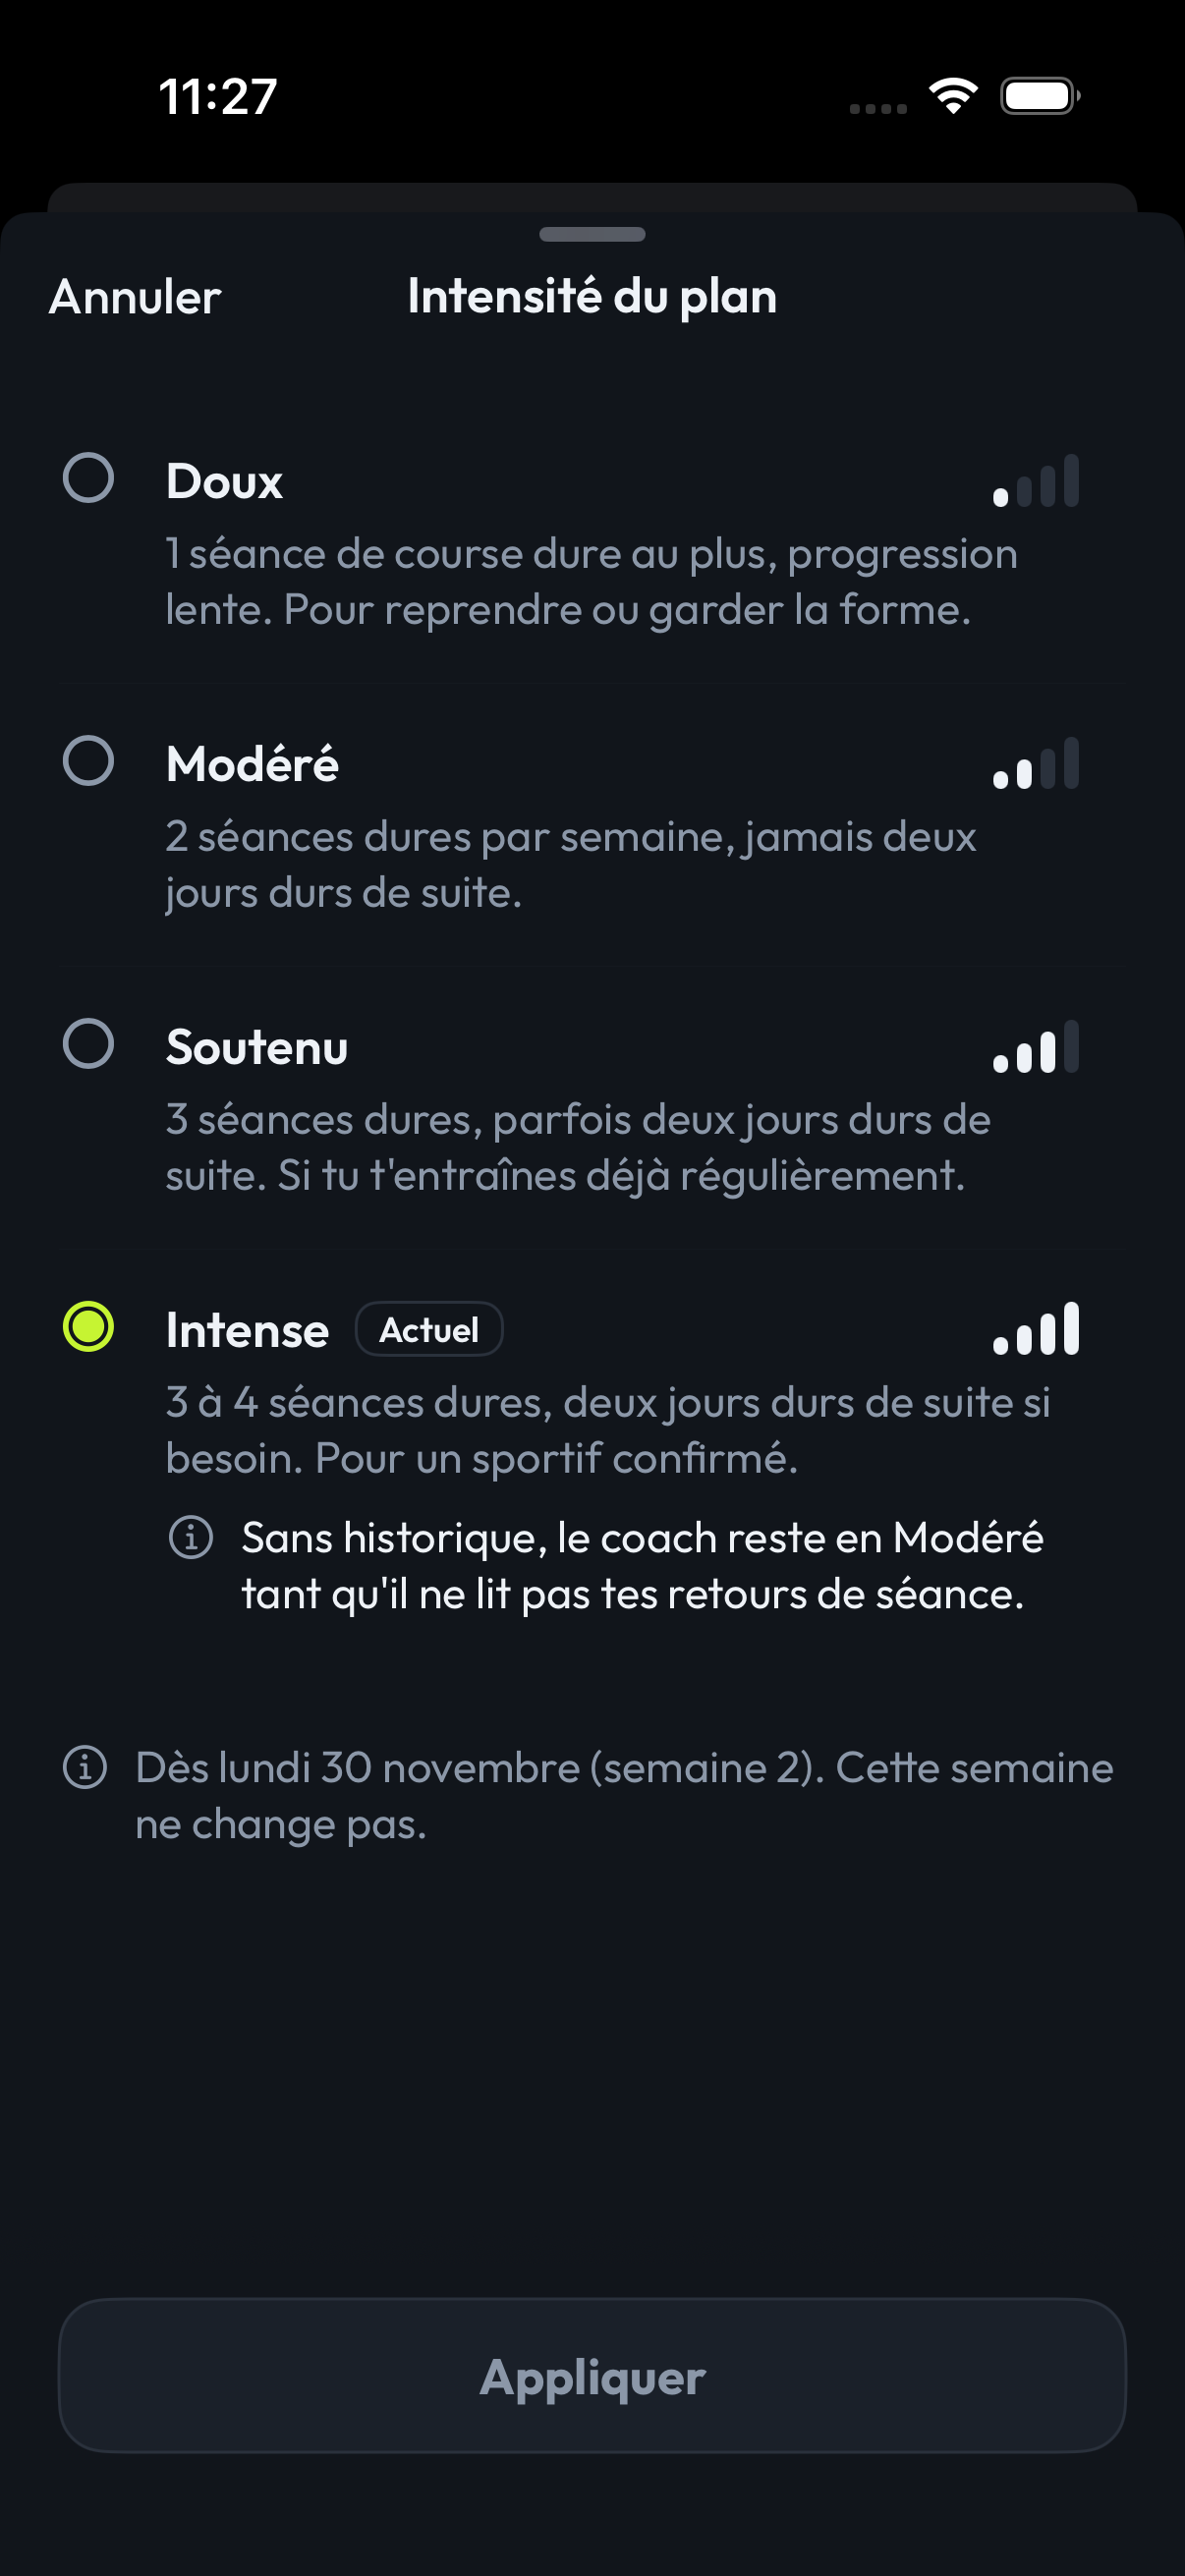 11:27
Annuler
Intensité du plan
Doux
1 séance de course dure au plus, progression
lente. Pour reprendre ou garder la forme.
Modéré
2 séances dures par semaine, jamais deux
jours durs de suite.
Soutenu
3 séances dures, parfois deux jours durs de
suite. Si tu t'entraînes déjà régulièrement.
Intense Actuel
3 à 4 séances dures, deux jours durs de suite si
besoin. Pour un sportif confirmé.
Sans historique, le coach reste en Modéré
tant qu'il ne lit pas tes retours de séance.
Dès lundi 30 novembre (semaine 2). Cette semaine
ne change pas.
Appliquer